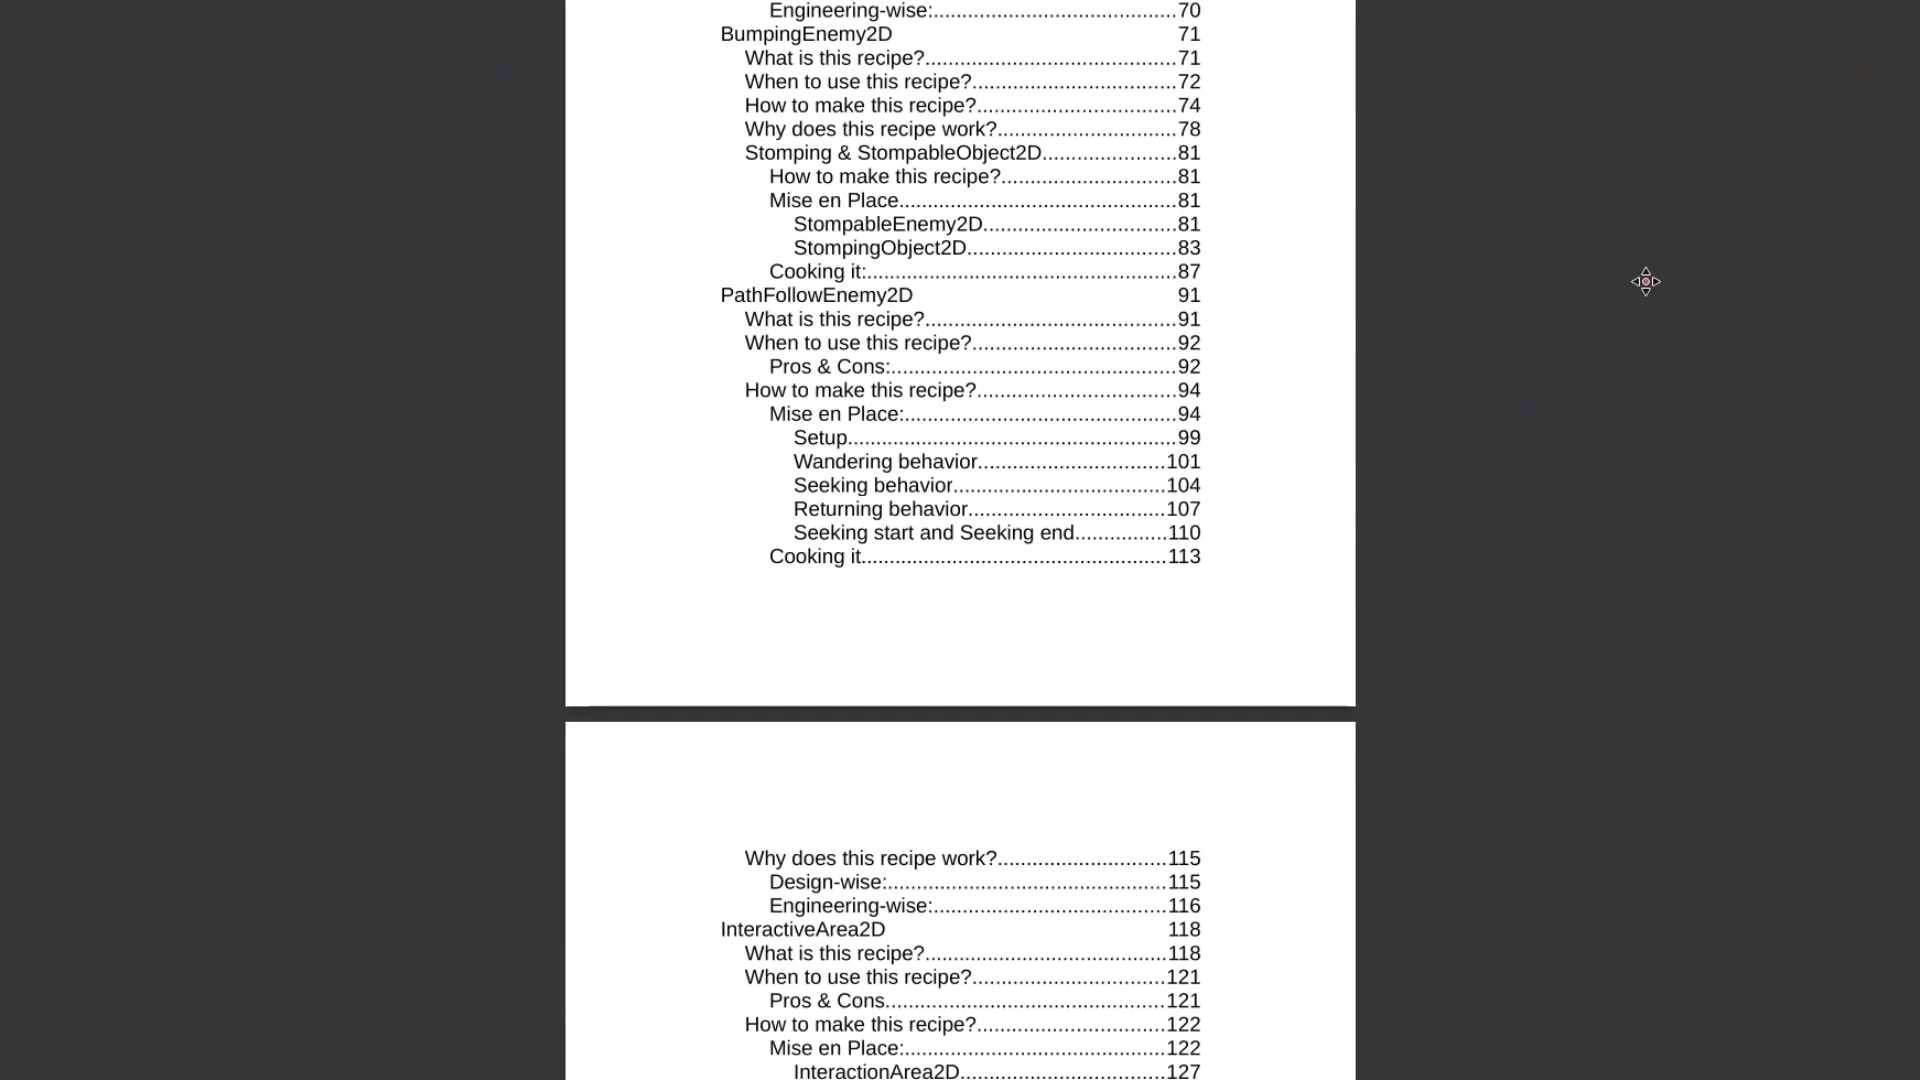 Engineering-wise:............................................70
BumpingEnemy2D 71
What is this recipe?..............................................71
When to use this recipe?.....................................72
How to make this recipe?....................................74
Why does this recipe work?................................78
Stomping & StompableObject2D........................81
How to make this recipe?................................81
Mise en Place..................................................81
StompableEnemy2D...................................81
StompingObject2D......................................83
Cooking it:........................................................87
PathFollowEnemy2D 91
What is this recipe?..............................................91
When to use this recipe?.....................................92
Pros & Cons:....................................................92
How to make this recipe?....................................94
Mise en Place:.................................................94
Setup............................................................99
Wandering behavior..................................101
Seeking behavior.......................................104
Returning behavior....................................107
Seeking start and Seeking end.................110
Cooking it.......................................................113
Why does this recipe work?..............................115
Design-wise:...................................................115
Engineering-wise:..........................................116
InteractiveArea2D 118
What is this recipe?............................................118
When to use this recipe?...................................121
Pros & Cons...................................................121
How to make this recipe?..................................122
Mise en Place:...............................................122
InteractionArea2D.....................................127